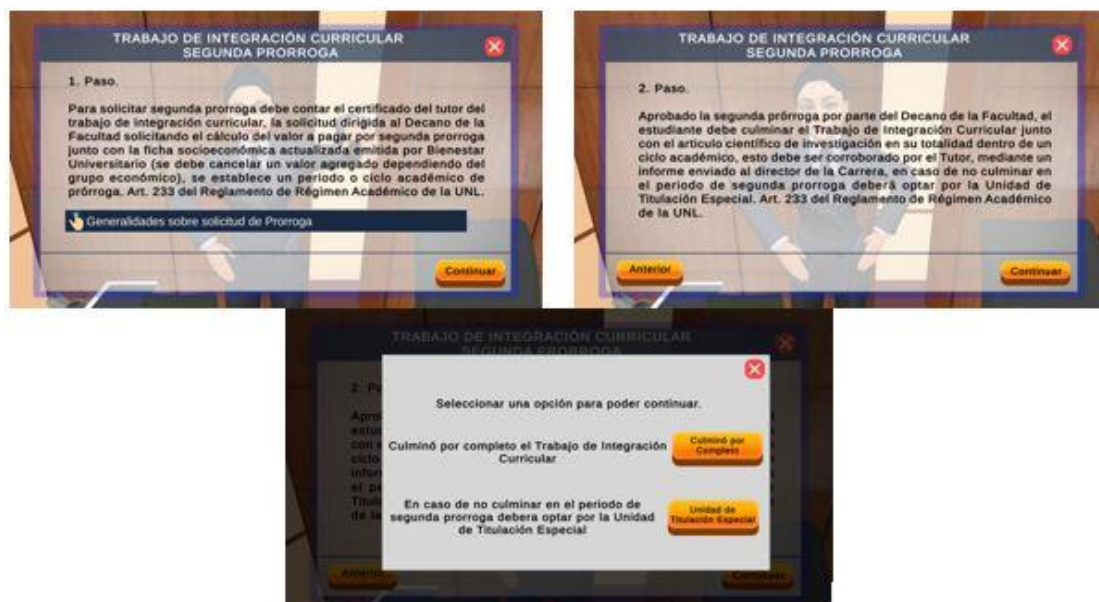 TRABAJO DE INTEGRACIÓN CURRICULAR
SEGUNDA PRORROGA
1. Paso.
Para solicitar segunda prorroga debe contar el certificado del tutor del
trabajo de integración curricular, la solicitud dirigida al Decano de la
Facultad solicitando el cálculo del valor a pagar por segunda prorroga
junto con la ficha socioeconómica actualizada emitida por Bienestar
Universitario (se debe cancelar un valor agregado dependiendo del
grupo económico), se establece un periodo o ciclo académico de
prórroga. Art. 233 del Reglamento de Régimen Académico de la UNL.
Generalidades sobre solicitud de Prorroga
Continuar
TRABAJO DE INTEGRACIÓN CURRICULAR
SEGUNDA PRORROGA
2. Paso.
Aprobado la segunda prórroga por parte del Decano de la Facultad, el
estudiante debe culminar el Trabajo de Integración Curricular junto
con el articulo científico de investigación en su totalidad dentro de un
ciclo académico, esto debe ser corroborado por el Tutor, mediante un
informe enviado al director de la Carrera, en caso de no culminar en
el periodo de segunda prorroga deberá optar por la Unidad de
Titulación Especial. Art. 233 del Reglamento de Régimen Académico
de la UNL.
Anterior
Continuar
TRABAJO DE INTEGRACIÓN CURRICULAR
SEGUNDA PRORROGA
2. Pa
Seleccionar una opción para poder continuar.
Culminó por completo el Trabajo de Integración
Curricular
Culminó por
Completo
En caso de no culminar en el periodo de
segunda prorroga debera optar por la Unidad
de Titulación Especial
Unidad de
Titulación Especial
Anterior
Continuar